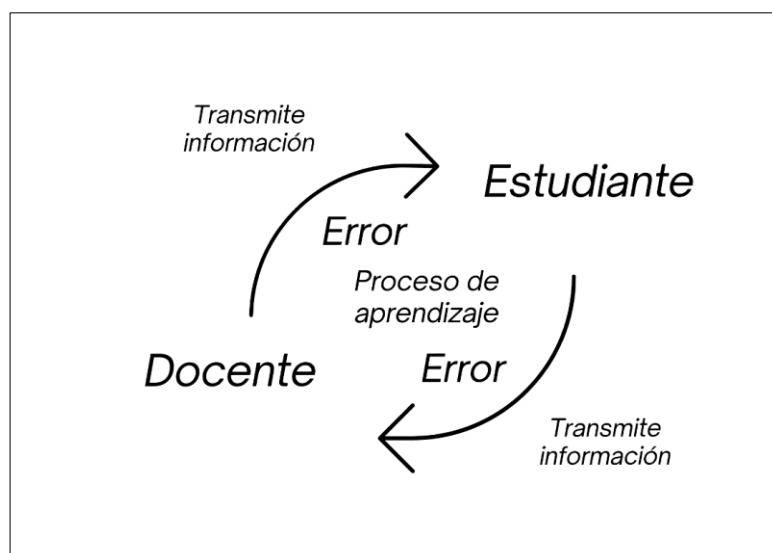 Transmite
información
Estudiante
Error
Proceso de
aprendizaje
Docente
Error
Transmite
información